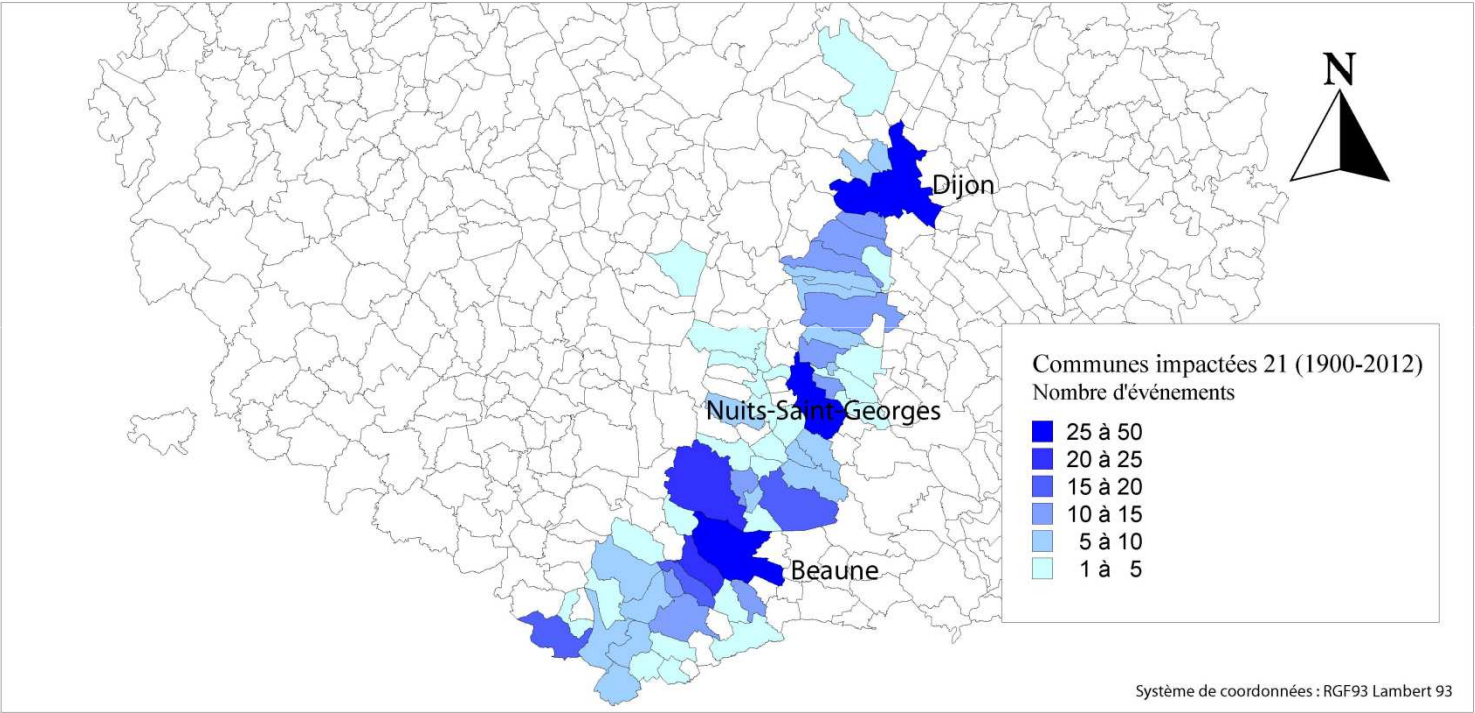 N
Dijon
Communes impactées 21 (1900-2012)
Nombre d'événements
Nuits-Saint-Georges
25 à 50
20 à 25
15 à 20
10 à 15
5 à 10
1 à 5
Beaune
Système de coordonnées : RGF93 Lambert 93